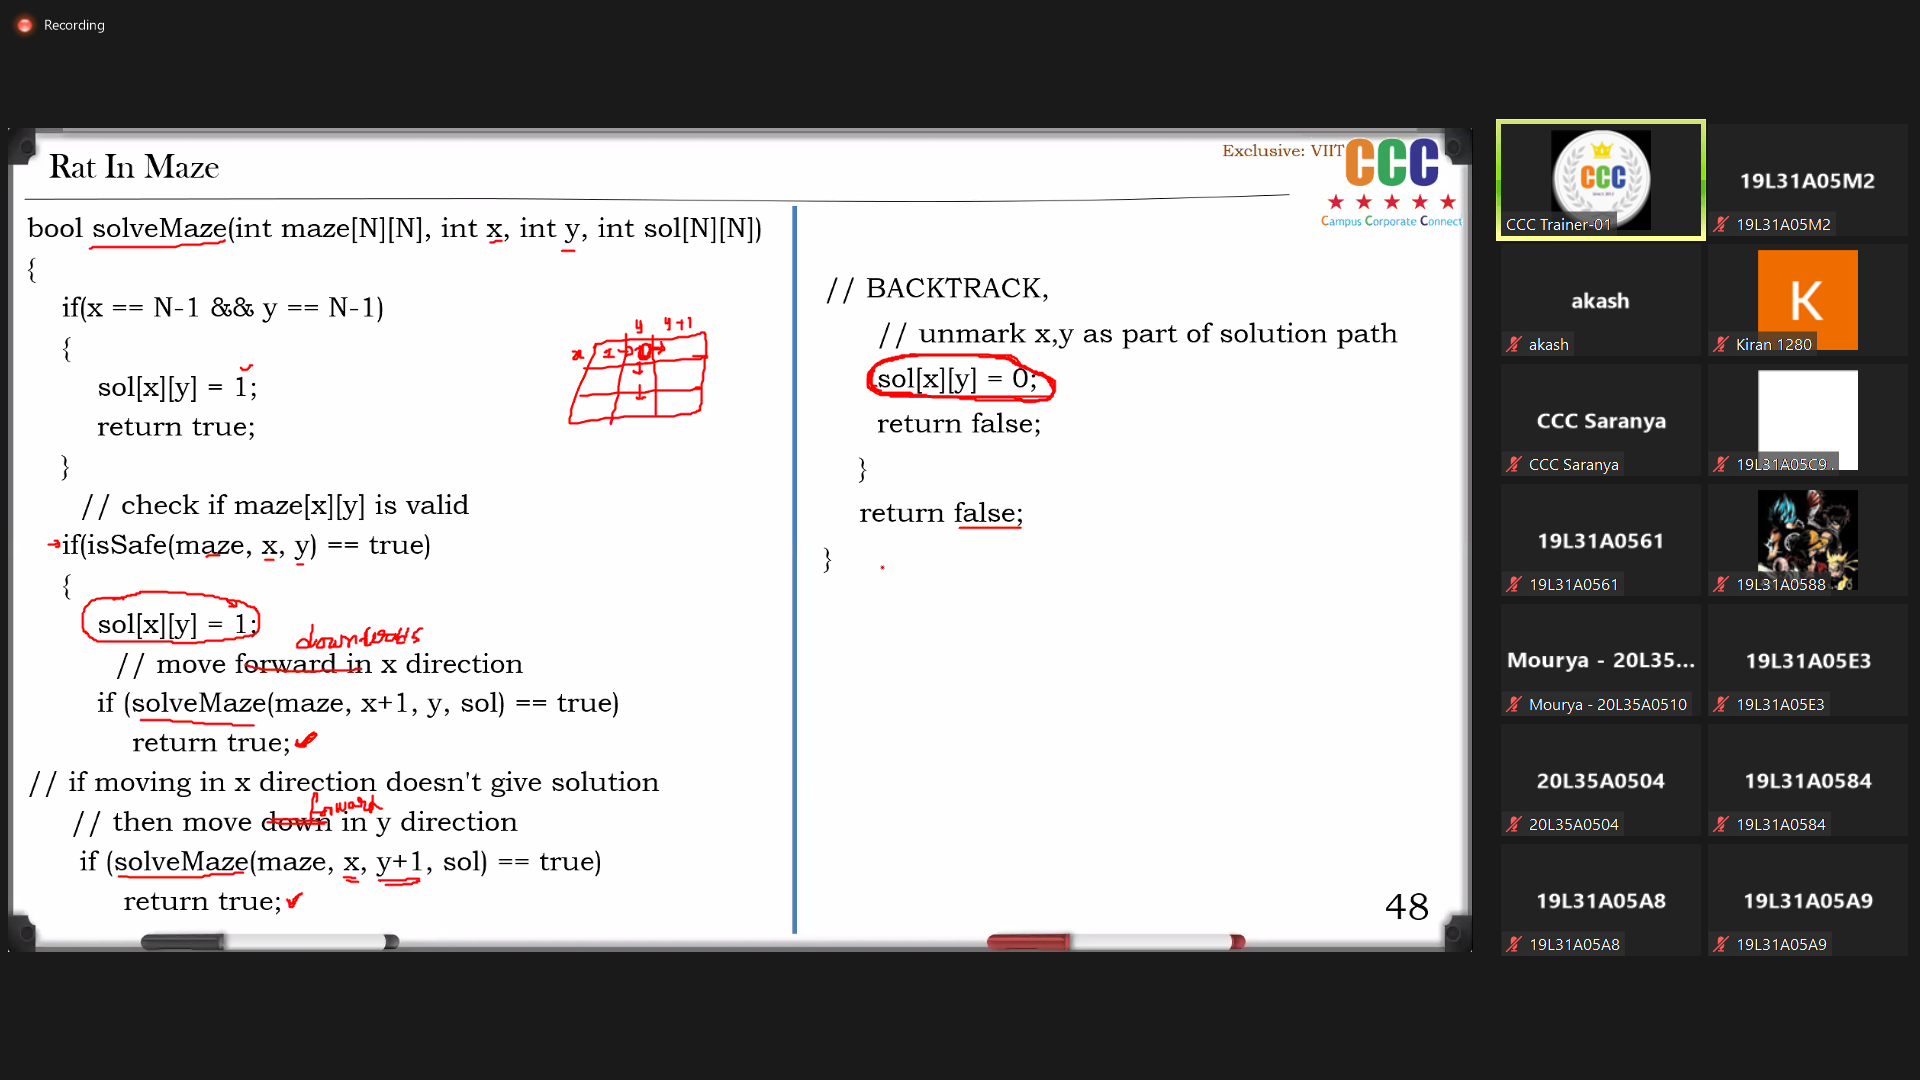 Recording
Rat In Maze
Exclusive: VIIT
CCC
Campus Corporate Connect
bool solveMaze(int maze[N][N], int x, int y, int sol[N][N])
{
if(x == N-1 && y == N-1)
{
sol[x][y] = 1;
return true;
}
// check if maze[x][y] is valid
if(isSafe(maze, x, y) == true)
{
sol[x][y] = 1;
downwards
// move forward in x direction
if (solveMaze(maze, x+1, y, sol) == true)
return true;
// if moving in x direction doesn't give solution
forward
// then move down in y direction
if (solveMaze(maze, x, y+1, sol) == true)
return true;
y y+1
x 1
// BACKTRACK,
// unmark x,y as part of solution path
sol[x][y] = 0;
return false;
}
return false;
}
48
CCC
CCC Trainer-01
19L31A05M2
19L31A05M2
akash
akash
K
Kiran 1280
CCC Saranya
CCC Saranya
19L31A05C9 .
19L31A0561
19L31A0561
19L31A0588
Mourya - 20L35...
Mourya - 20L35A0510
19L31A05E3
19L31A05E3
20L35A0504
20L35A0504
19L31A0584
19L31A0584
19L31A05A8
19L31A05A8
19L31A05A9
19L31A05A9